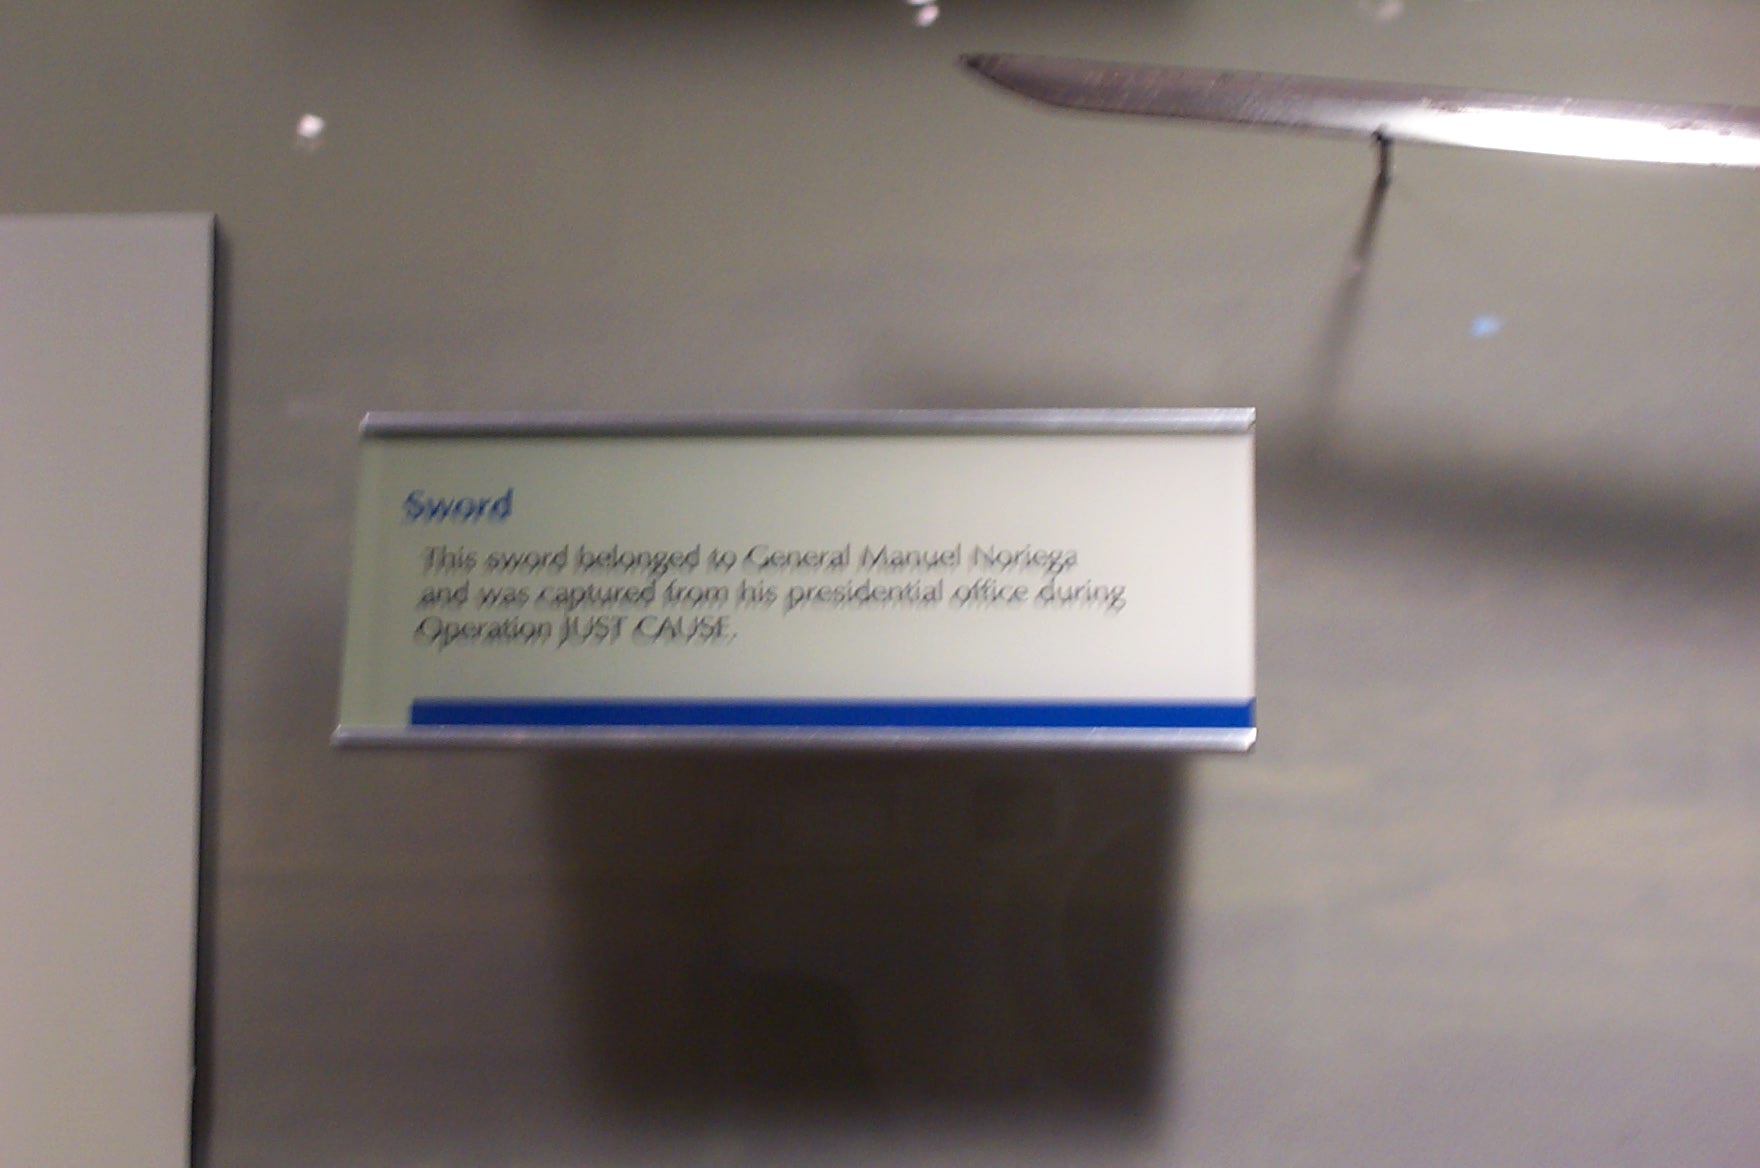 Sword
This sword belonged to General Manuel Noriega
and was captured from his presidential office during
Operation JUST CAUSE.